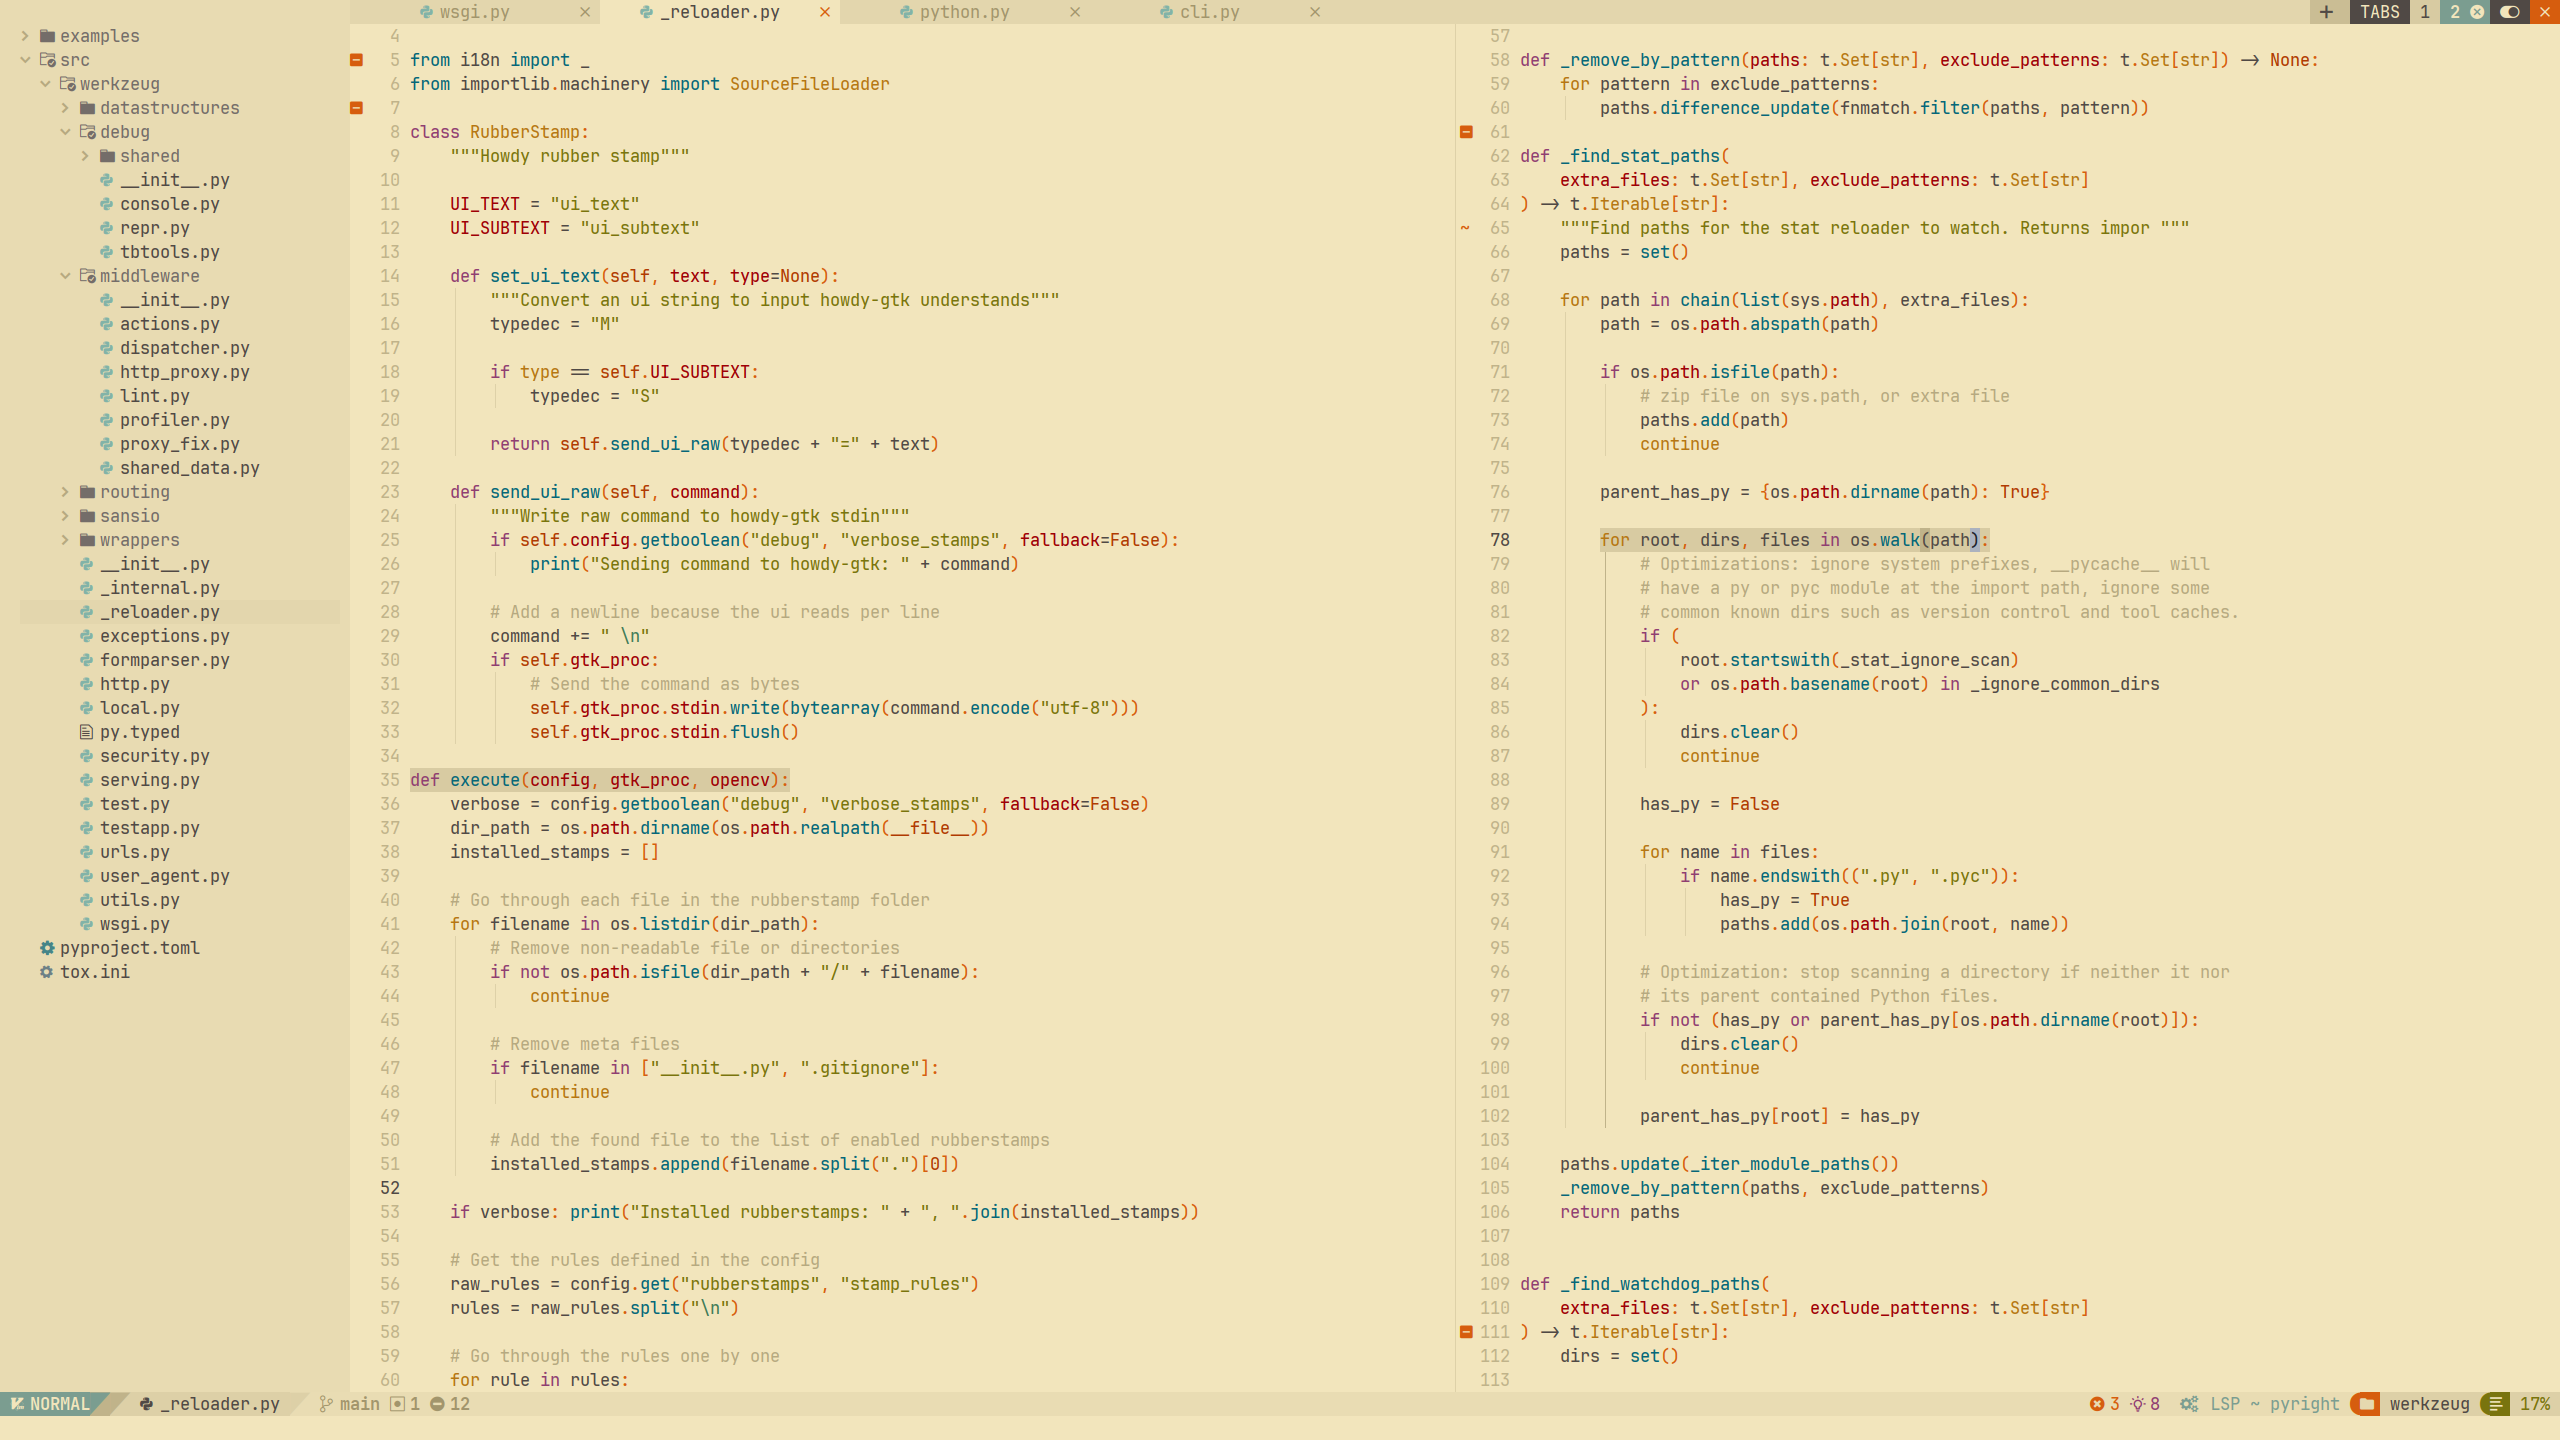 wsgi.py × _reloader.py × python.py × cli.py × + TABS 1 2
examples
src
werkzeug
datastructures
debug
shared
__init__.py
console.py
repr.py
tbtools.py
middleware
__init__.py
actions.py
dispatcher.py
http_proxy.py
lint.py
profiler.py
proxy_fix.py
shared_data.py
routing
sansio
wrappers
__init__.py
_internal.py
_reloader.py
exceptions.py
formparser.py
http.py
local.py
py.typed
security.py
serving.py
test.py
testapp.py
urls.py
user_agent.py
utils.py
wsgi.py
pyproject.toml
tox.ini
4
5 from i18n import _
6 from importlib.machinery import SourceFileLoader
7
8 class RubberStamp:
9     """Howdy rubber stamp"""
10
11     UI_TEXT = "ui_text"
12     UI_SUBTEXT = "ui_subtext"
13
14     def set_ui_text(self, text, type=None):
15         """Convert an ui string to input howdy-gtk understands"""
16         typedec = "M"
17
18         if type == self.UI_SUBTEXT:
19             typedec = "S"
20
21         return self.send_ui_raw(typedec + "=" + text)
22
23     def send_ui_raw(self, command):
24         """Write raw command to howdy-gtk stdin"""
25         if self.config.getboolean("debug", "verbose_stamps", fallback=False):
26             print("Sending command to howdy-gtk: " + command)
27
28         # Add a newline because the ui reads per line
29         command += " \n"
30         if self.gtk_proc:
31             # Send the command as bytes
32             self.gtk_proc.stdin.write(bytearray(command.encode("utf-8")))
33             self.gtk_proc.stdin.flush()
34
35 def execute(config, gtk_proc, opencv):
36     verbose = config.getboolean("debug", "verbose_stamps", fallback=False)
37     dir_path = os.path.dirname(os.path.realpath(__file__))
38     installed_stamps = []
39
40     # Go through each file in the rubberstamp folder
41     for filename in os.listdir(dir_path):
42         # Remove non-readable file or directories
43         if not os.path.isfile(dir_path + "/" + filename):
44             continue
45
46         # Remove meta files
47         if filename in ["__init__.py", ".gitignore"]:
48             continue
49
50         # Add the found file to the list of enabled rubberstamps
51         installed_stamps.append(filename.split(".")[0])
52
53     if verbose: print("Installed rubberstamps: " + ", ".join(installed_stamps))
54
55     # Get the rules defined in the config
56     raw_rules = config.get("rubberstamps", "stamp_rules")
57     rules = raw_rules.split("\n")
58
59     # Go through the rules one by one
60     for rule in rules:
57
58 def _remove_by_pattern(paths: t.Set[str], exclude_patterns: t.Set[str]) -> None:
59     for pattern in exclude_patterns:
60         paths.difference_update(fnmatch.filter(paths, pattern))
61
62 def _find_stat_paths(
63     extra_files: t.Set[str], exclude_patterns: t.Set[str]
64 ) -> t.Iterable[str]:
~ 65     """Find paths for the stat reloader to watch. Returns impor """
66     paths = set()
67
68     for path in chain(list(sys.path), extra_files):
69         path = os.path.abspath(path)
70
71         if os.path.isfile(path):
72             # zip file on sys.path, or extra file
73             paths.add(path)
74             continue
75
76         parent_has_py = {os.path.dirname(path): True}
77
78         for root, dirs, files in os.walk(path):
79             # Optimizations: ignore system prefixes, __pycache__ will
80             # have a py or pyc module at the import path, ignore some
81             # common known dirs such as version control and tool caches.
82             if (
83                 root.startswith(_stat_ignore_scan)
84                 or os.path.basename(root) in _ignore_common_dirs
85             ):
86                 dirs.clear()
87                 continue
88
89             has_py = False
90
91             for name in files:
92                 if name.endswith((".py", ".pyc")):
93                     has_py = True
94                     paths.add(os.path.join(root, name))
95
96             # Optimization: stop scanning a directory if neither it nor
97             # its parent contained Python files.
98             if not (has_py or parent_has_py[os.path.dirname(root)]):
99                 dirs.clear()
100                 continue
101
102             parent_has_py[root] = has_py
103
104     paths.update(_iter_module_paths())
105     _remove_by_pattern(paths, exclude_patterns)
106     return paths
107
108
109 def _find_watchdog_paths(
110     extra_files: t.Set[str], exclude_patterns: t.Set[str]
111 ) -> t.Iterable[str]:
112     dirs = set()
113
NORMAL _reloader.py main 1 12 3 8 LSP ~ pyright werkzeug 17%